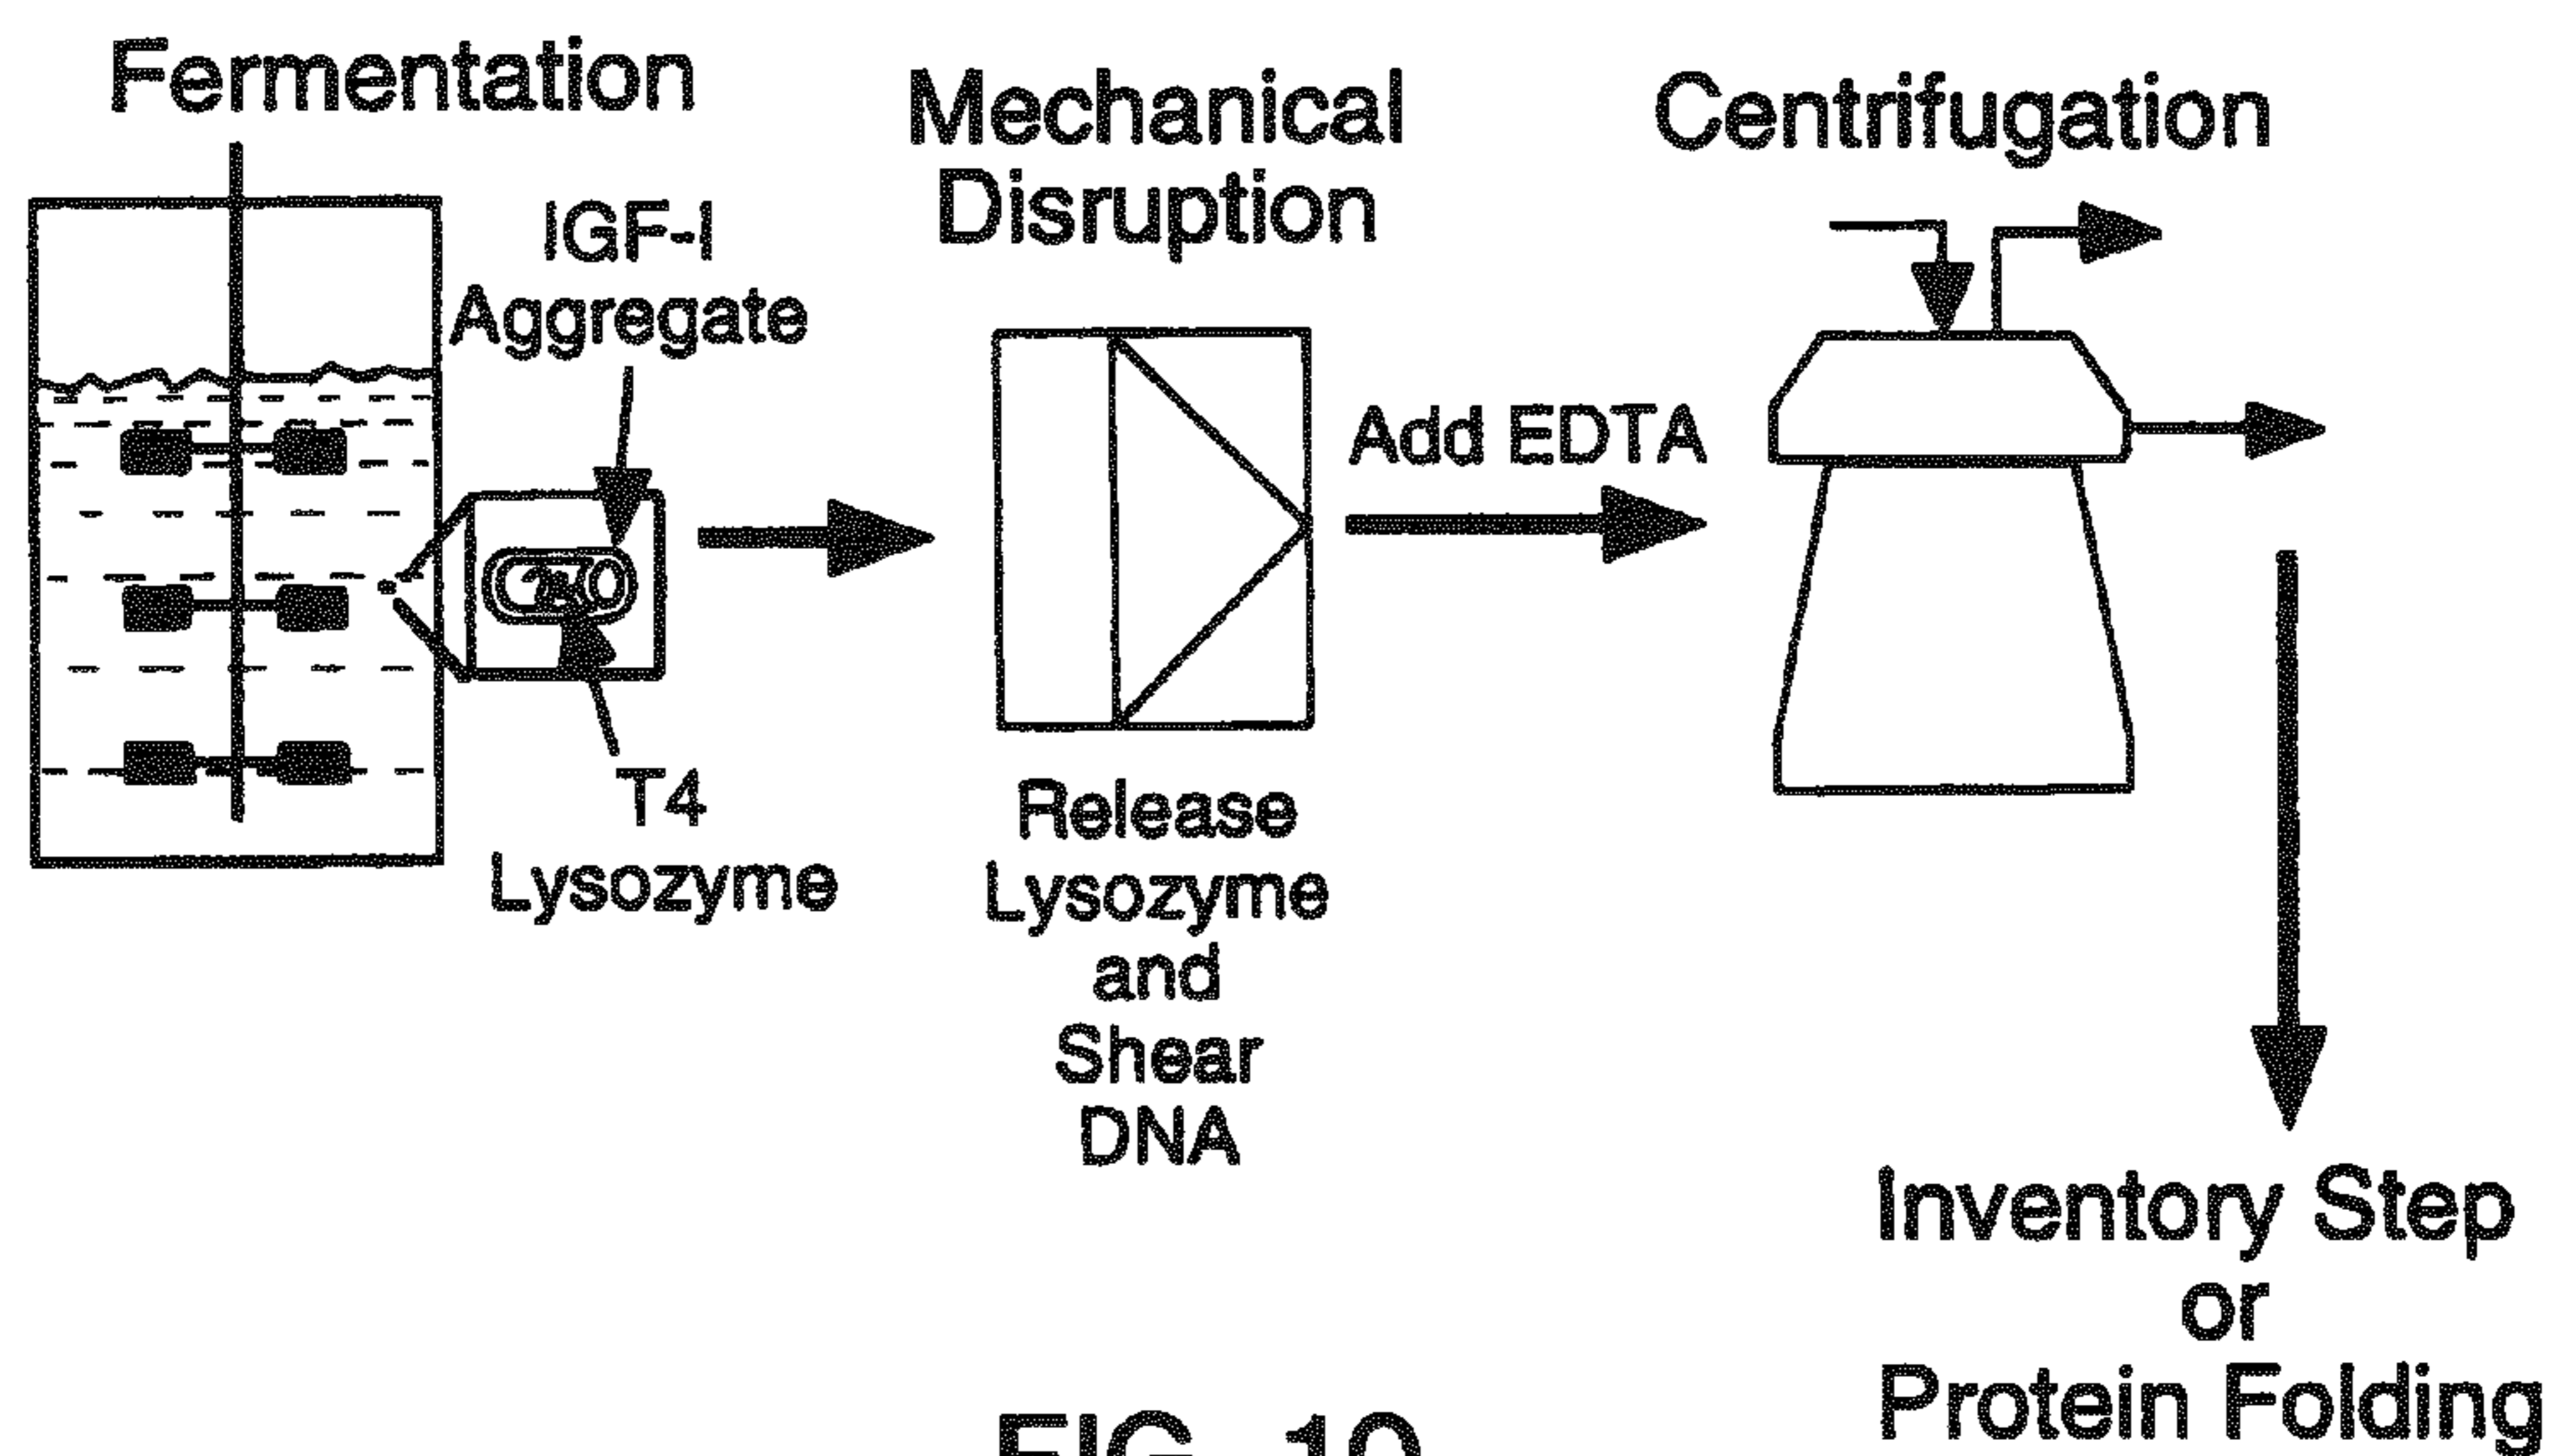 Fermentation
IGF-I
Aggregate
T4
Lysozyme
Mechanical
Disruption
Release
Lysozyme
and
Shear
DNA
Add EDTA
Centrifugation
Inventory Step
or
Protein Folding